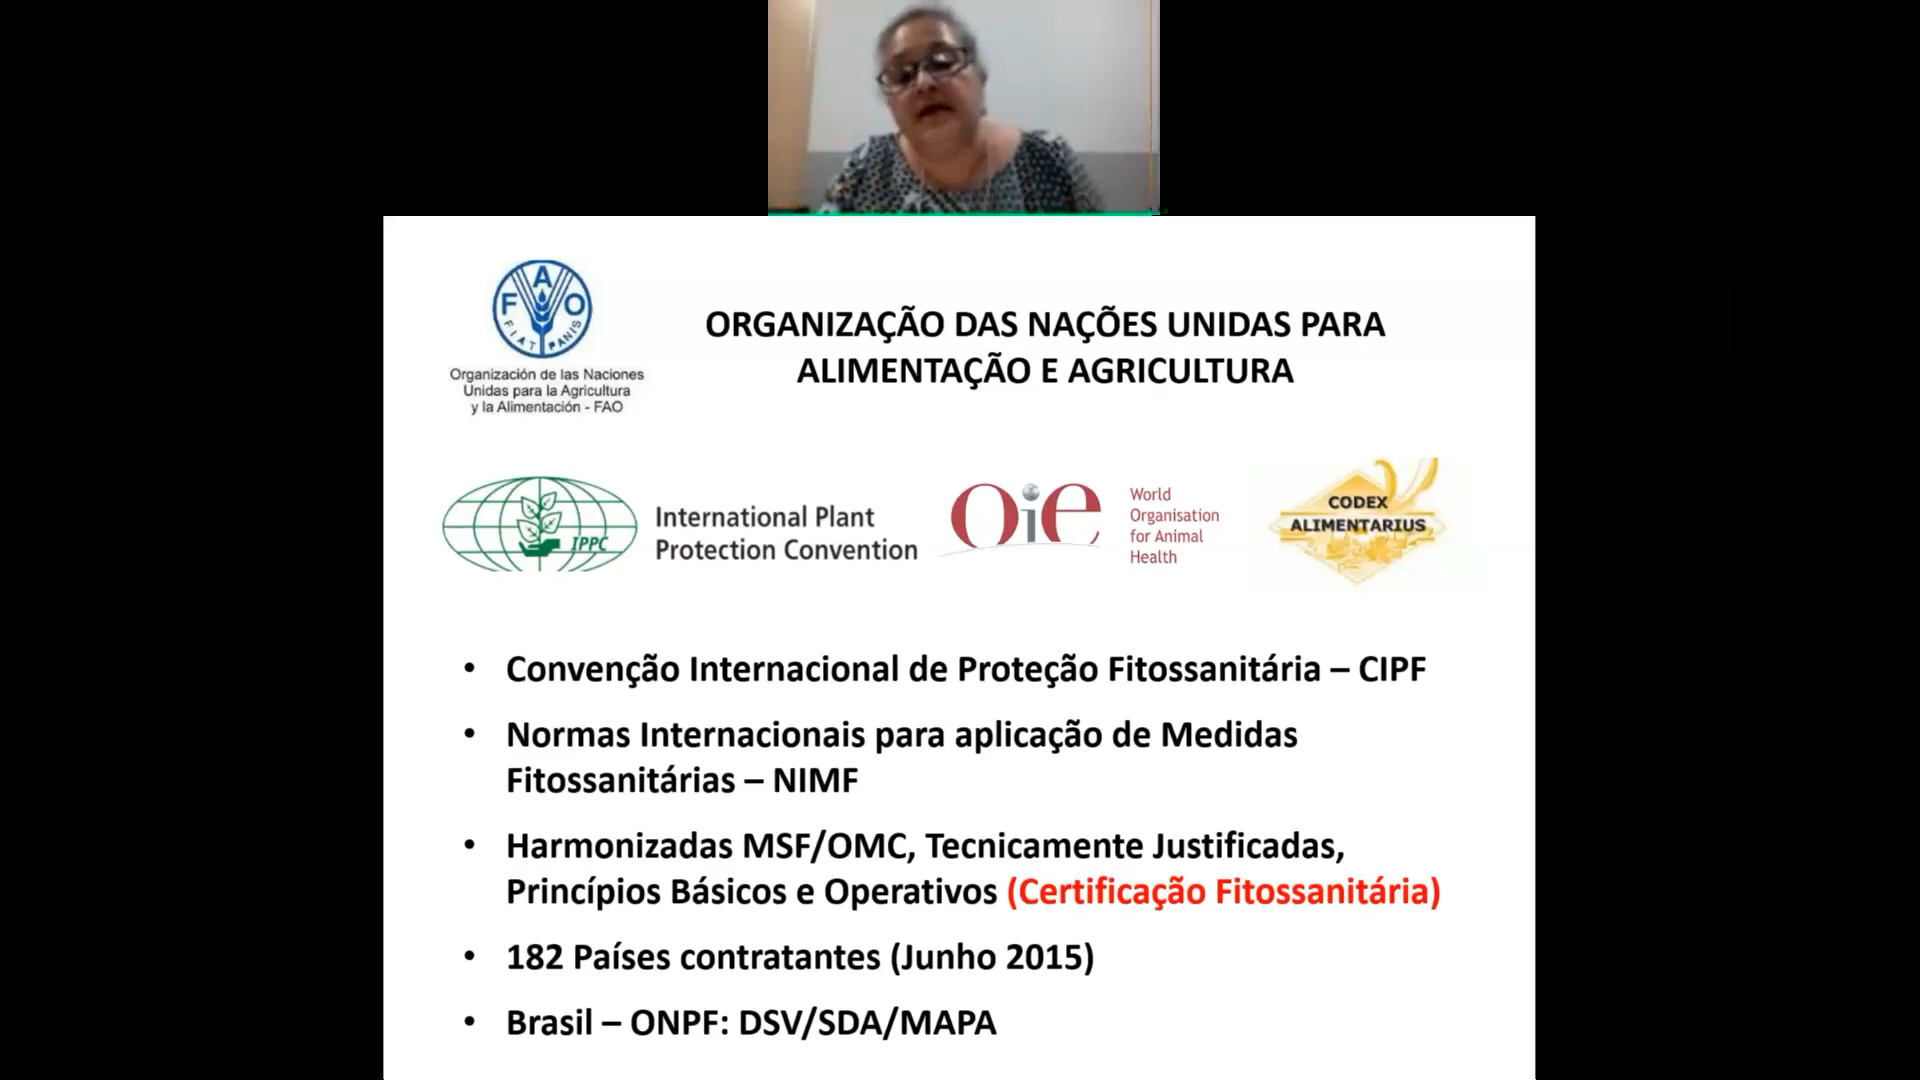 FAO
FIAT PANIS
Organización de las Naciones
Unidas para la Agricultura
y la Alimentación - FAO
ORGANIZAÇÃO DAS NAÇÕES UNIDAS PARA
ALIMENTAÇÃO E AGRICULTURA
IPPC
International Plant
Protection Convention
Oie
World
Organisation
for Animal
Health
CODEX
ALIMENTARIUS
• Convenção Internacional de Proteção Fitossanitária – CIPF
• Normas Internacionais para aplicação de Medidas
Fitossanitárias – NIMF
• Harmonizadas MSF/OMC, Tecnicamente Justificadas,
Princípios Básicos e Operativos (Certificação Fitossanitária)
• 182 Países contratantes (Junho 2015)
• Brasil – ONPF: DSV/SDA/MAPA